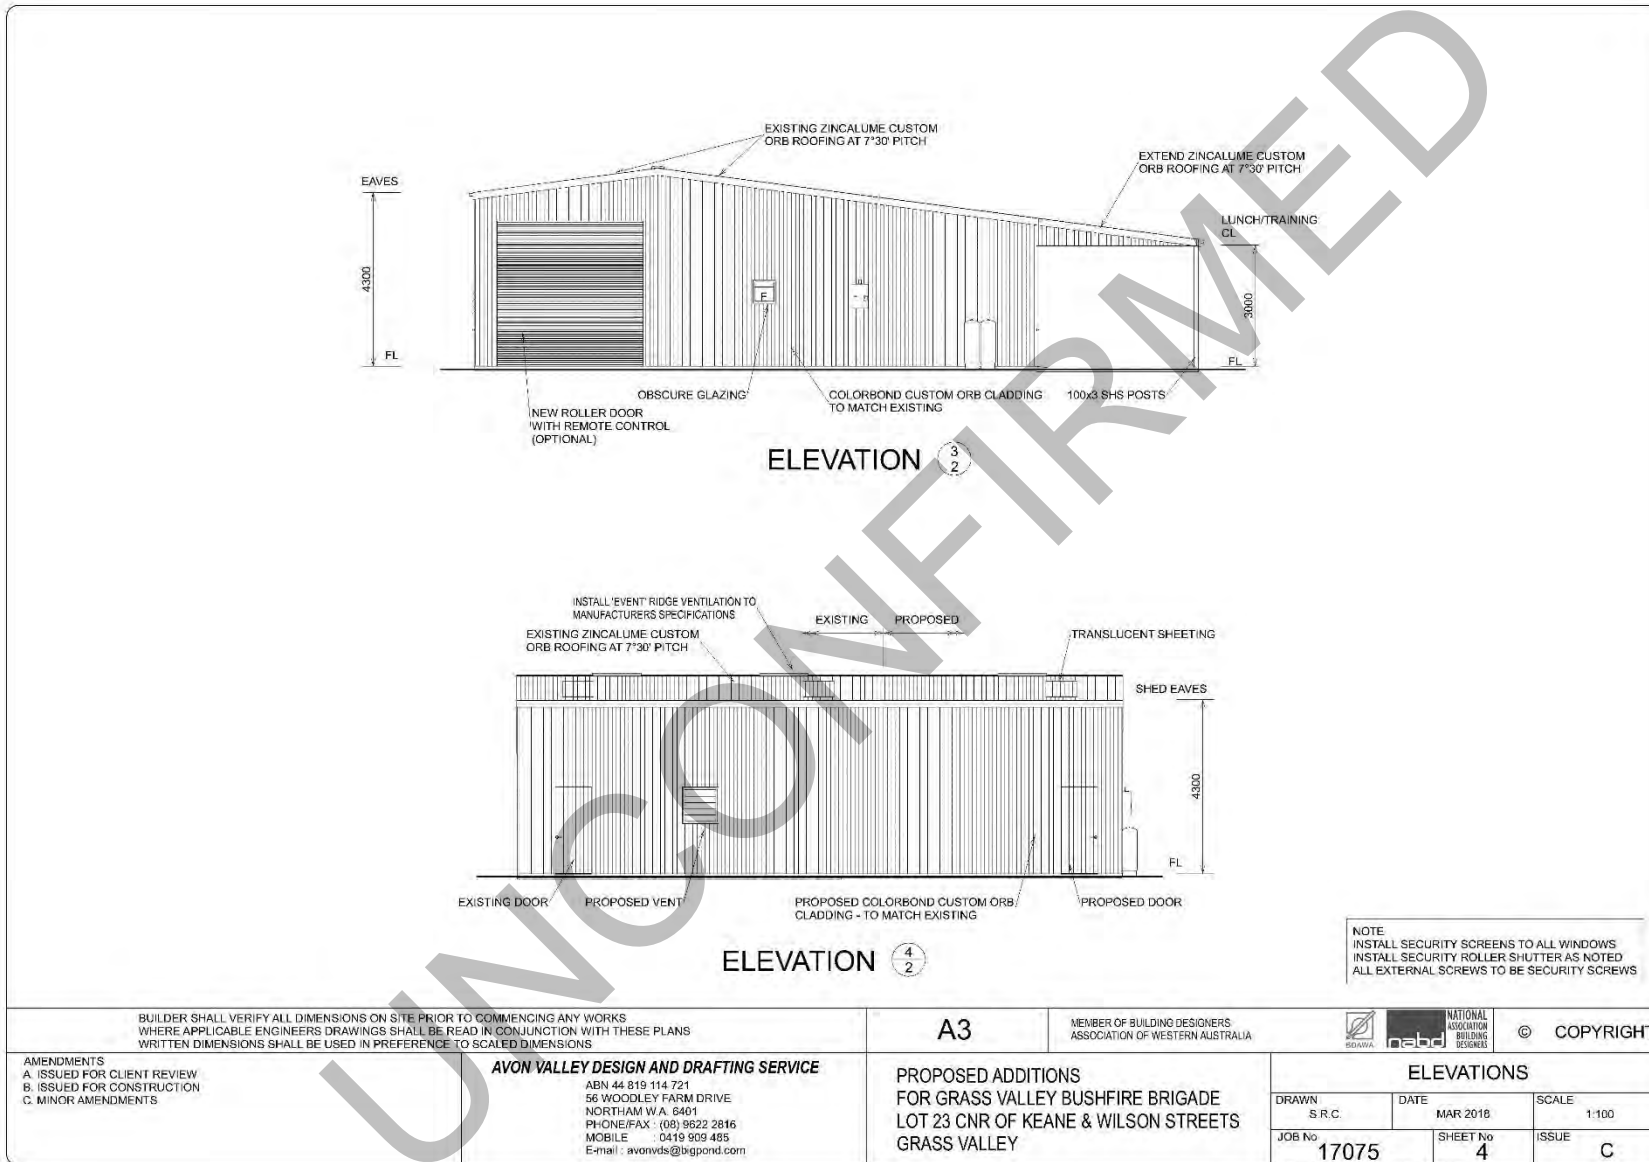 EXISTING ZINCALUME CUSTOM
ORB ROOFING AT 7°30' PITCH
EXTEND ZINCALUME CUSTOM
ORB ROOFING AT 7°30' PITCH
EAVES
LUNCH/TRAINING
CL
4300
F
3000
FL
FL
OBSCURE GLAZING
COLORBOND CUSTOM ORB CLADDING
TO MATCH EXISTING
100x3 SHS POSTS
NEW ROLLER DOOR
WITH REMOTE CONTROL
(OPTIONAL)
ELEVATION 3
2
INSTALL 'EVENT' RIDGE VENTILATION TO
MANUFACTURERS SPECIFICATIONS
EXISTING PROPOSED
EXISTING ZINCALUME CUSTOM
ORB ROOFING AT 7°30' PITCH
TRANSLUCENT SHEETING
SHED EAVES
4300
FL
EXISTING DOOR
PROPOSED VENT
PROPOSED COLORBOND CUSTOM ORB
CLADDING - TO MATCH EXISTING
PROPOSED DOOR
ELEVATION 4
2
UNCONFIRMED
NOTE
INSTALL SECURITY SCREENS TO ALL WINDOWS
INSTALL SECURITY ROLLER SHUTTER AS NOTED
ALL EXTERNAL SCREWS TO BE SECURITY SCREWS
BUILDER SHALL VERIFY ALL DIMENSIONS ON SITE PRIOR TO COMMENCING ANY WORKS
WHERE APPLICABLE ENGINEERS DRAWINGS SHALL BE READ IN CONJUNCTION WITH THESE PLANS
WRITTEN DIMENSIONS SHALL BE USED IN PREFERENCE TO SCALED DIMENSIONS
A3
MEMBER OF BUILDING DESIGNERS
ASSOCIATION OF WESTERN AUSTRALIA
BDAWA
nabd
NATIONAL
ASSOCIATION
BUILDING
DESIGNERS
© COPYRIGHT
AMENDMENTS
A. ISSUED FOR CLIENT REVIEW
B. ISSUED FOR CONSTRUCTION
C. MINOR AMENDMENTS
AVON VALLEY DESIGN AND DRAFTING SERVICE
ABN 44 819 114 721
56 WOODLEY FARM DRIVE
NORTHAM W.A. 6401
PHONE/FAX : (08) 9622 2816
MOBILE : 0419 909 485
E-mail : avonvds@bigpond.com
PROPOSED ADDITIONS
FOR GRASS VALLEY BUSHFIRE BRIGADE
LOT 23 CNR OF KEANE & WILSON STREETS
GRASS VALLEY
ELEVATIONS
DRAWN
S.R.C.
DATE
MAR 2018
SCALE
1:100
JOB No
17075
SHEET No
4
ISSUE
C